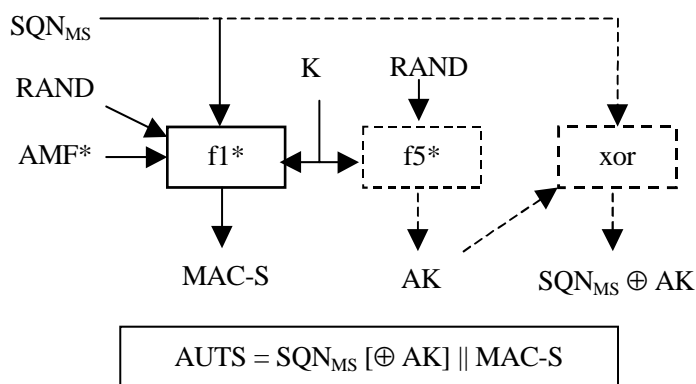 SQN_MS
K
RAND
RAND
AMF*
f1*
f5*
xor
MAC-S
AK
SQN_MS ⊕ AK
AUTS = SQN_MS [⊕ AK] || MAC-S